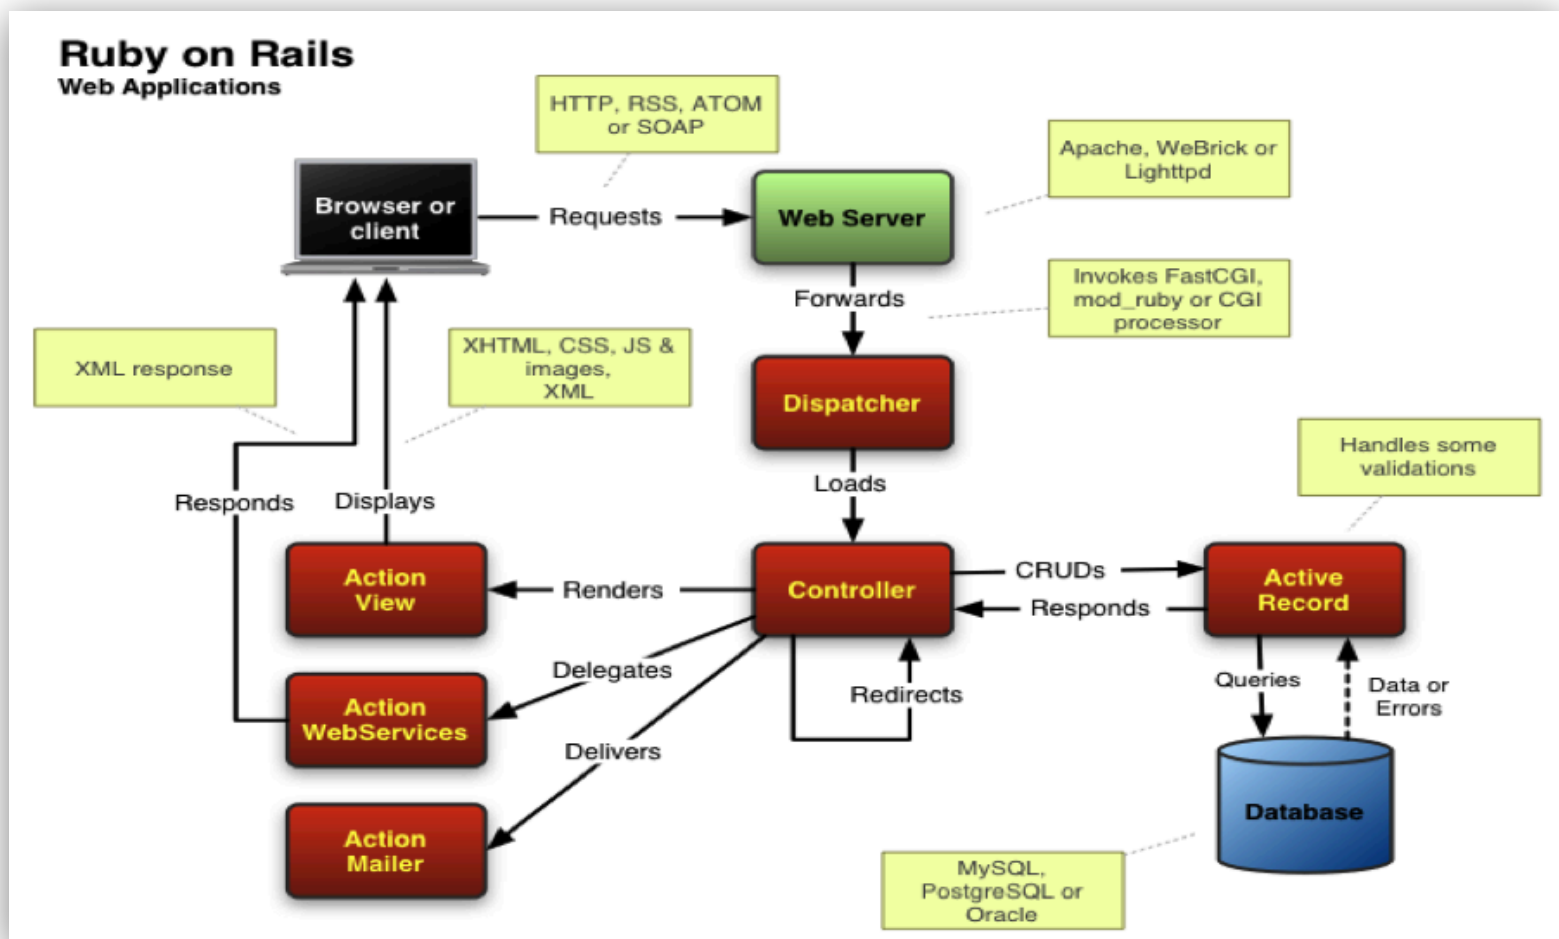 Ruby on Rails
Web Applications
HTTP, RSS, ATOM
or SOAP
Apache, WeBrick or
Lighttpd
Browser or
client
Requests
Web Server
Invokes FastCGI,
mod_ruby or CGI
processor
Forwards
XML response
XHTML, CSS, JS &
images,
XML
Dispatcher
Handles some
validations
Responds
Displays
Loads
Action
View
Renders
Controller
CRUDs
Responds
Active
Record
Delegates
Redirects
Queries
Data or
Errors
Action
WebServices
Delivers
Action
Mailer
Database
MySQL,
PostgreSQL or
Oracle